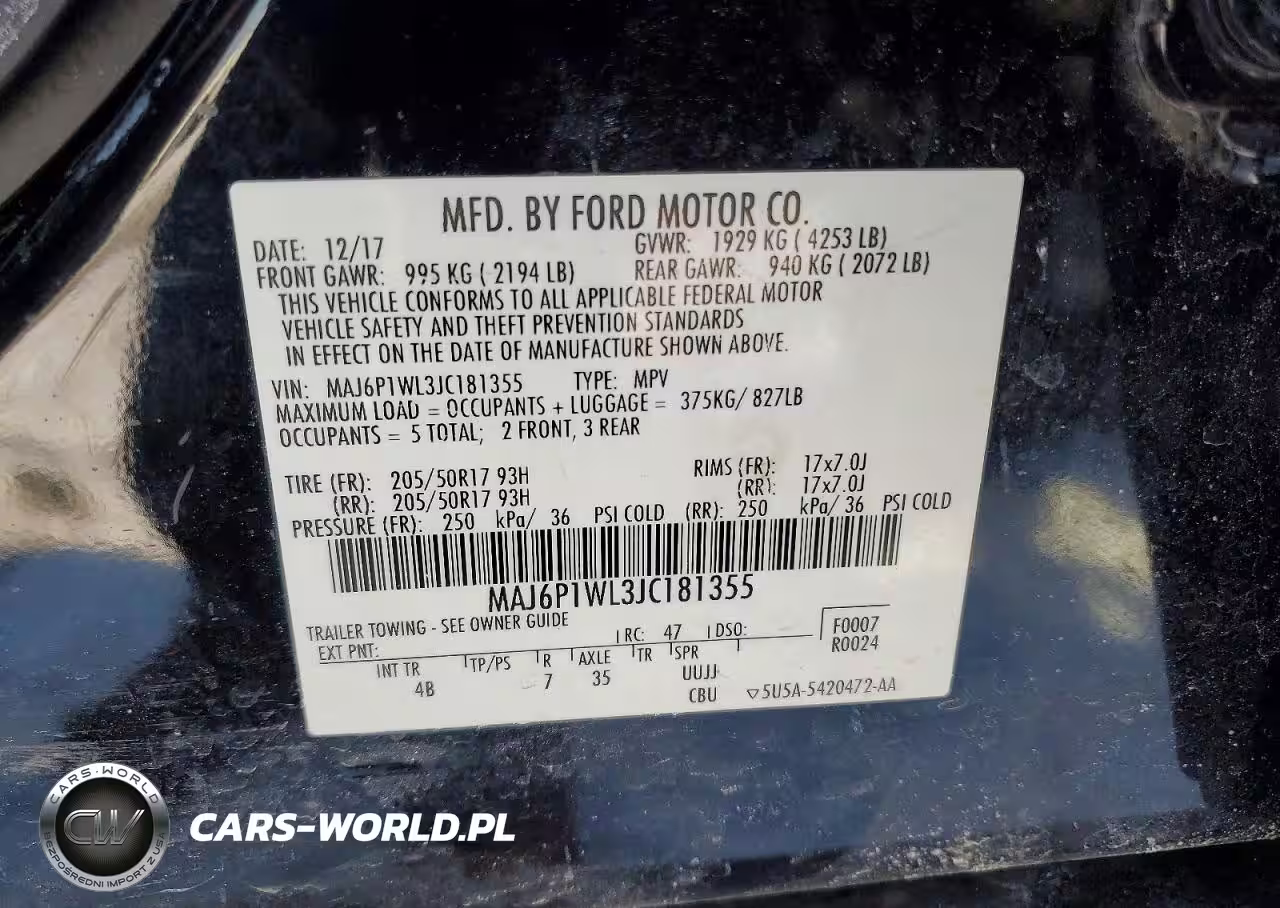 MFD. BY FORD MOTOR CO.
DATE: 12/17 GVWR: 1929 KG ( 4253 LB)
FRONT GAWR: 995 KG ( 2194 LB) REAR GAWR: 940 KG ( 2072 LB)
THIS VEHICLE CONFORMS TO ALL APPLICABLE FEDERAL MOTOR
VEHICLE SAFETY AND THEFT PREVENTION STANDARDS
IN EFFECT ON THE DATE OF MANUFACTURE SHOWN ABOVE.
VIN: MAJ6P1WL3JC181355 TYPE: MPV
MAXIMUM LOAD = OCCUPANTS + LUGGAGE = 375KG/ 827LB
OCCUPANTS = 5 TOTAL; 2 FRONT, 3 REAR
TIRE (FR): 205/50R17 93H RIMS (FR): 17x7.0J
(RR): 205/50R17 93H (RR): 17x7.0J
PRESSURE (FR): 250 kPa/ 36 PSI COLD (RR): 250 kPa/ 36 PSI COLD
MAJ6P1WL3JC181355
TRAILER TOWING - SEE OWNER GUIDE
EXT PNT: RC: 47 DSO: F0007
R0024
INT TR TP/PS R AXLE TR SPR
4B 7 35 UUJJ
CBU ▽5U5A-5420472-AA
CARS-WORLD
CW
BEZPOŚREDNI IMPORT Z USA
CARS-WORLD.PL